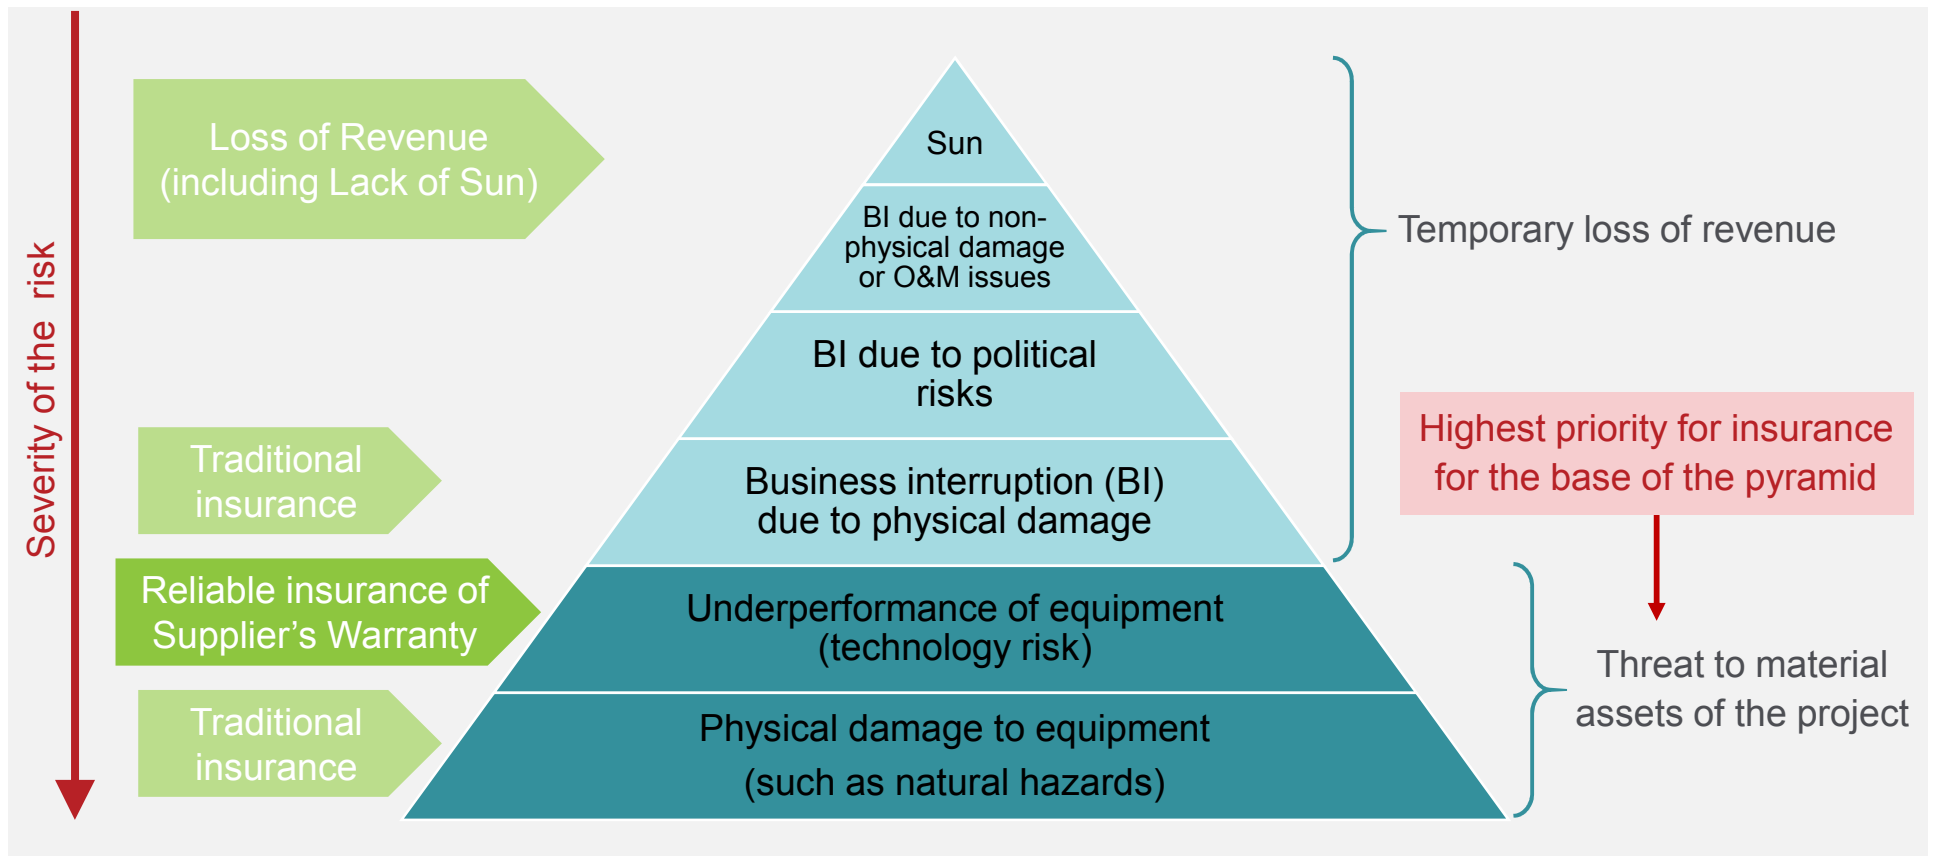 Severity of the risk
Loss of Revenue
(including Lack of Sun)
Traditional
insurance
Reliable insurance of
Supplier's Warranty
Traditional
insurance
Sun
BI due to non-
physical damage
or O&M issues
BI due to political
risks
Business interruption (BI)
due to physical damage
Underperformance of equipment
(technology risk)
Physical damage to equipment
(such as natural hazards)
Temporary loss of revenue
Highest priority for insurance
for the base of the pyramid
Threat to material
assets of the project